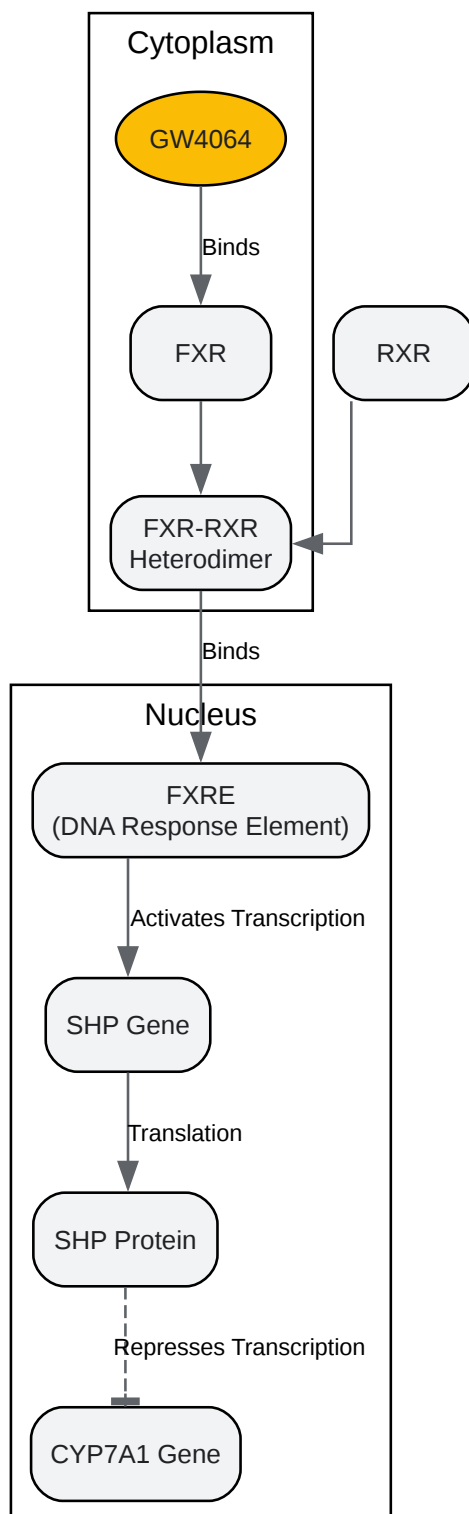 Cytoplasm
GW4064
Binds
FXR
RXR
FXR-RXR
Heterodimer
Binds
Nucleus
FXRE
(DNA Response Element)
Activates Transcription
SHP Gene
Translation
SHP Protein
Represses Transcription
CYP7A1 Gene